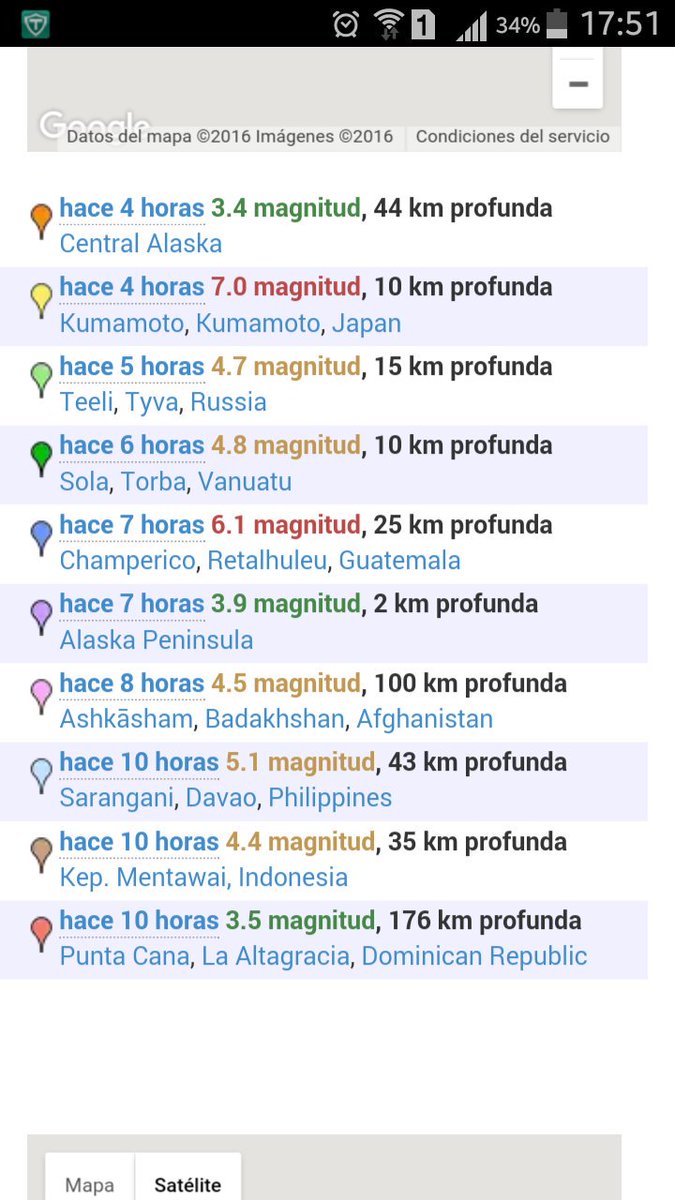 1 34% 17:51
Google
Datos del mapa ©2016 Imágenes ©2016 Condiciones del servicio
hace 4 horas 3.4 magnitud, 44 km profunda
Central Alaska
hace 4 horas 7.0 magnitud, 10 km profunda
Kumamoto, Kumamoto, Japan
hace 5 horas 4.7 magnitud, 15 km profunda
Teeli, Tyva, Russia
hace 6 horas 4.8 magnitud, 10 km profunda
Sola, Torba, Vanuatu
hace 7 horas 6.1 magnitud, 25 km profunda
Champerico, Retalhuleu, Guatemala
hace 7 horas 3.9 magnitud, 2 km profunda
Alaska Peninsula
hace 8 horas 4.5 magnitud, 100 km profunda
Ashkāsham, Badakhshan, Afghanistan
hace 10 horas 5.1 magnitud, 43 km profunda
Sarangani, Davao, Philippines
hace 10 horas 4.4 magnitud, 35 km profunda
Kep. Mentawai, Indonesia
hace 10 horas 3.5 magnitud, 176 km profunda
Punta Cana, La Altagracia, Dominican Republic
Mapa Satélite